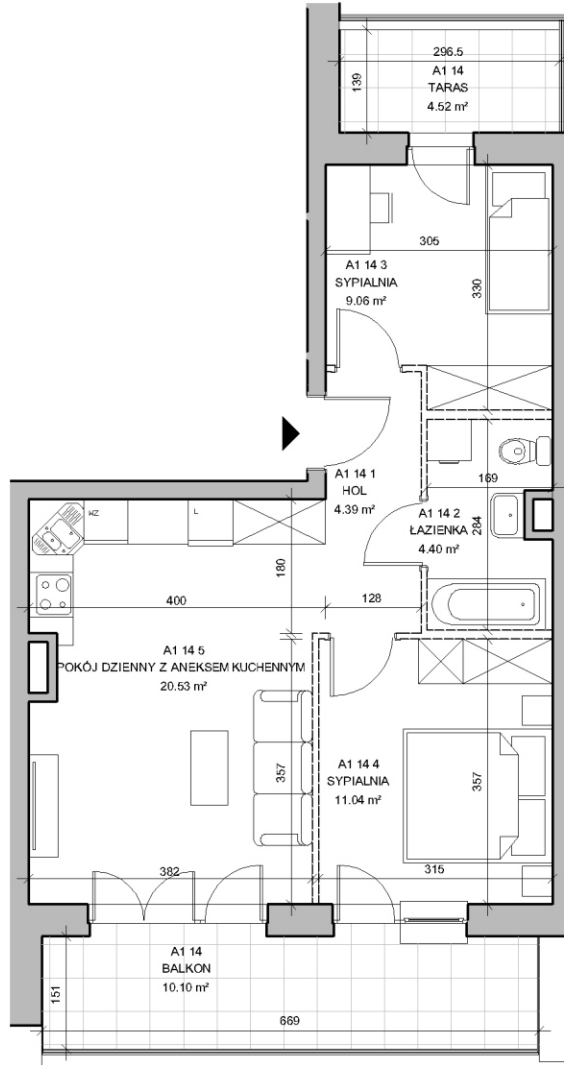 296.5
139
A1 14
TARAS
4.52 m²
305
A1 14 3
SYPIALNIA
9.06 m²
330
A1 14 1
HOL
4.39 m²
169
A1 14 2
ŁAZIENKA
4.40 m²
284
WZ
L
180
400
128
A1 14 5
POKÓJ DZIENNY Z ANEKSEM KUCHENNYM
20.53 m²
A1 14 4
SYPIALNIA
11.04 m²
357
357
382
315
A1 14
BALKON
10.10 m²
151
669